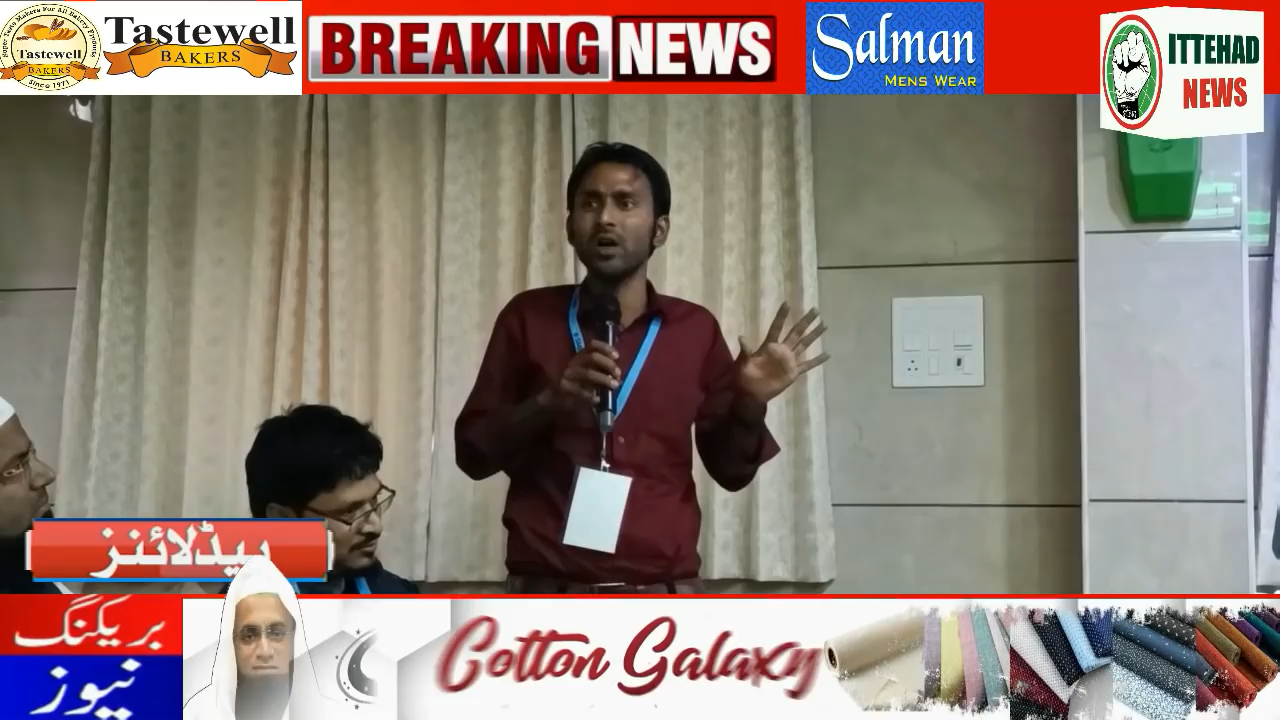 Tastewell
BAKERS
Since 1971
Tastewell
BAKERS
BREAKING NEWS
Salman
MENS WEAR
ITTEHAD
NEWS
ہیڈلائنز
بریکنگ
نیوز
Cotton Galaxy